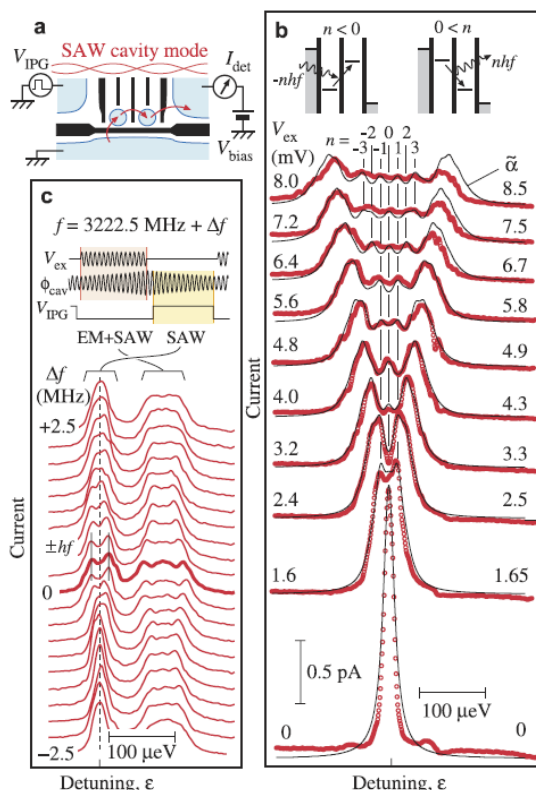 a
SAW cavity mode
V_IPG
I_det
V_bias
b
n < 0
0 < n
-nhf
nhf
V_ex
(mV)
n = -3 -2 -1 0 1 2 3
α̃
8.0 8.5
7.2 7.5
6.4 6.7
5.6 5.8
4.8 4.9
4.0 4.3
3.2 3.3
2.4 2.5
1.6 1.65
0 0
0.5 pA
100 μeV
Current
Detuning, ε
c
f = 3222.5 MHz + Δf
V_ex
ϕ_cav
V_IPG
EM+SAW SAW
Δf
(MHz)
+2.5
±hf
0
−2.5
100 μeV
Current
Detuning, ε